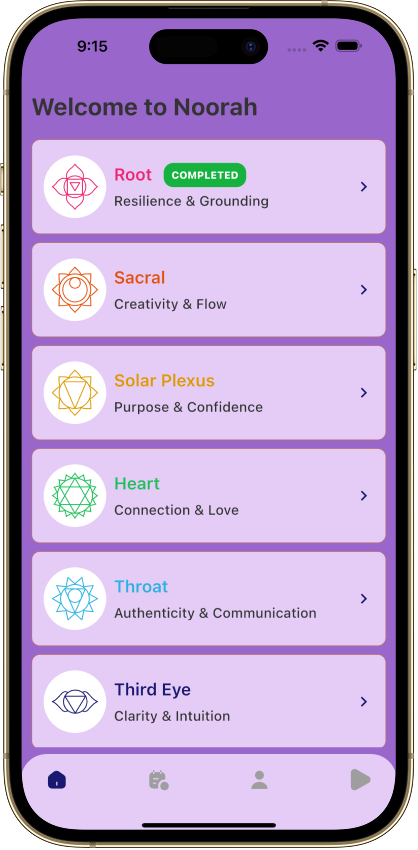 9:15
Welcome to Noorah
Root COMPLETED
Resilience & Grounding
Sacral
Creativity & Flow
Solar Plexus
Purpose & Confidence
Heart
Connection & Love
Throat
Authenticity & Communication
Third Eye
Clarity & Intuition